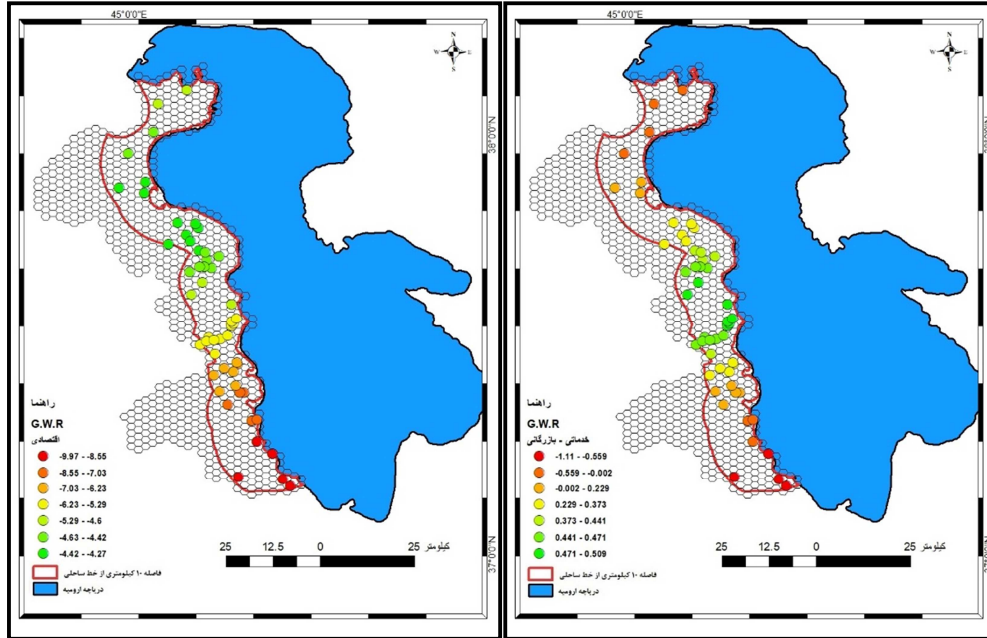 45°0'0"E
N
W E
S
38°0'0"N
راهنما
G.W.R
اقتصادی
-9.97 - -8.55
-8.55 - -7.03
-7.03 - -6.23
-6.23 - -5.29
-5.29 - -4.6
-4.63 - -4.42
-4.42 - -4.27
25 12.5 0 25 کیلومتر
فاصله ۱۰ کیلومتری از خط ساحلی
دریاچه ارومیه
37°0'0"N
45°0'0"E
N
W E
S
راهنما
G.W.R
خدماتی - بازرگانی
-1.11 - -0.559
-0.559 - -0.002
-0.002 - 0.229
0.229 - 0.373
0.373 - 0.441
0.441 - 0.471
0.471 - 0.509
25 12.5 0 25 کیلومتر
فاصله ۱۰ کیلومتری از خط ساحلی
دریاچه ارومیه